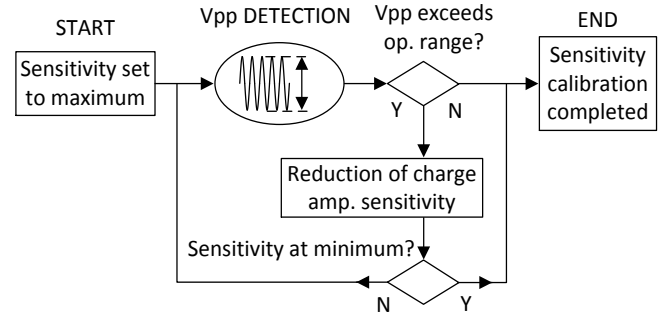 START
Sensitivity set
to maximum
Vpp DETECTION
Vpp exceeds
op. range?
Y N
END
Sensitivity
calibration
completed
Reduction of charge
amp. sensitivity
Sensitivity at minimum?
N Y